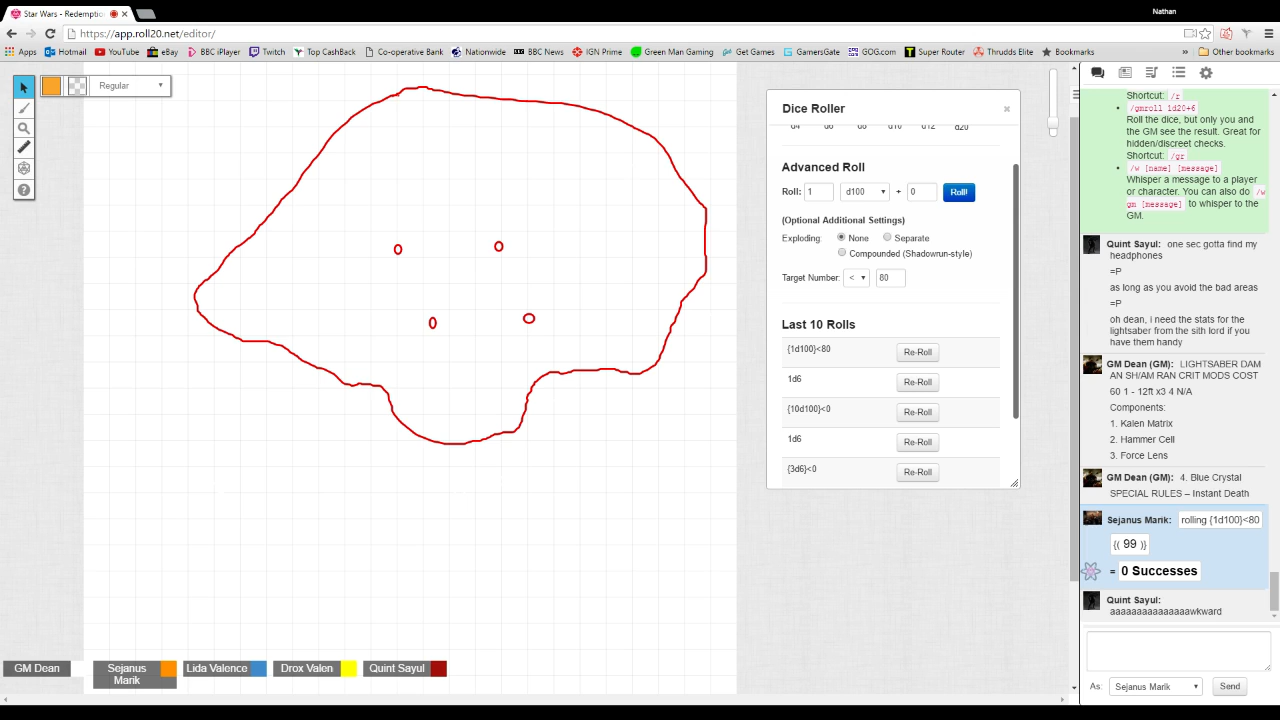 Nathan
Star Wars - Redemption
https://app.roll20.net/editor/
Apps Hotmail YouTube eBay BBC iPlayer Twitch Top CashBack Co-operative Bank Nationwide BBC News IGN Prime Green Man Gaming Get Games GamersGate GOG.com Super Router Thrudds Elite Bookmarks » Other bookmarks
Regular
Dice Roller
d4 d6 d8 d10 d12 d20
Advanced Roll
Roll: 1 d100 + 0 Roll!
(Optional Additional Settings)
Exploding: None Separate
Compounded (Shadowrun-style)
Target Number: < 80
Last 10 Rolls
{1d100}<80 Re-Roll
1d6 Re-Roll
{10d100}<0 Re-Roll
1d6 Re-Roll
{3d6}<0 Re-Roll
Shortcut: /r
/gmroll 1d20+6
Roll the dice, but only you and
the GM see the result. Great for
hidden/discreet checks.
Shortcut: /gr
/w [name] [message]
Whisper a message to a player
or character. You can also do /w
gm [message] to whisper to the
GM.
Quint Sayul: one sec gotta find my
headphones
=P
as long as you avoid the bad areas
=P
oh dean, i need the stats for the
lightsaber from the sith lord if you
have them handy
GM Dean (GM): LIGHTSABER DAM
AN SH/AM RAN CRIT MODS COST
60 1 - 12ft x3 4 N/A
Components:
1. Kalen Matrix
2. Hammer Cell
3. Force Lens
GM Dean (GM): 4. Blue Crystal
SPECIAL RULES – Instant Death
Sejanus Marik: rolling {1d100}<80
{( 99 )}
= 0 Successes
Quint Sayul:
aaaaaaaaaaaaaaawkward
As: Sejanus Marik Send
GM Dean
Sejanus Marik
Lida Valence
Drox Valen
Quint Sayul